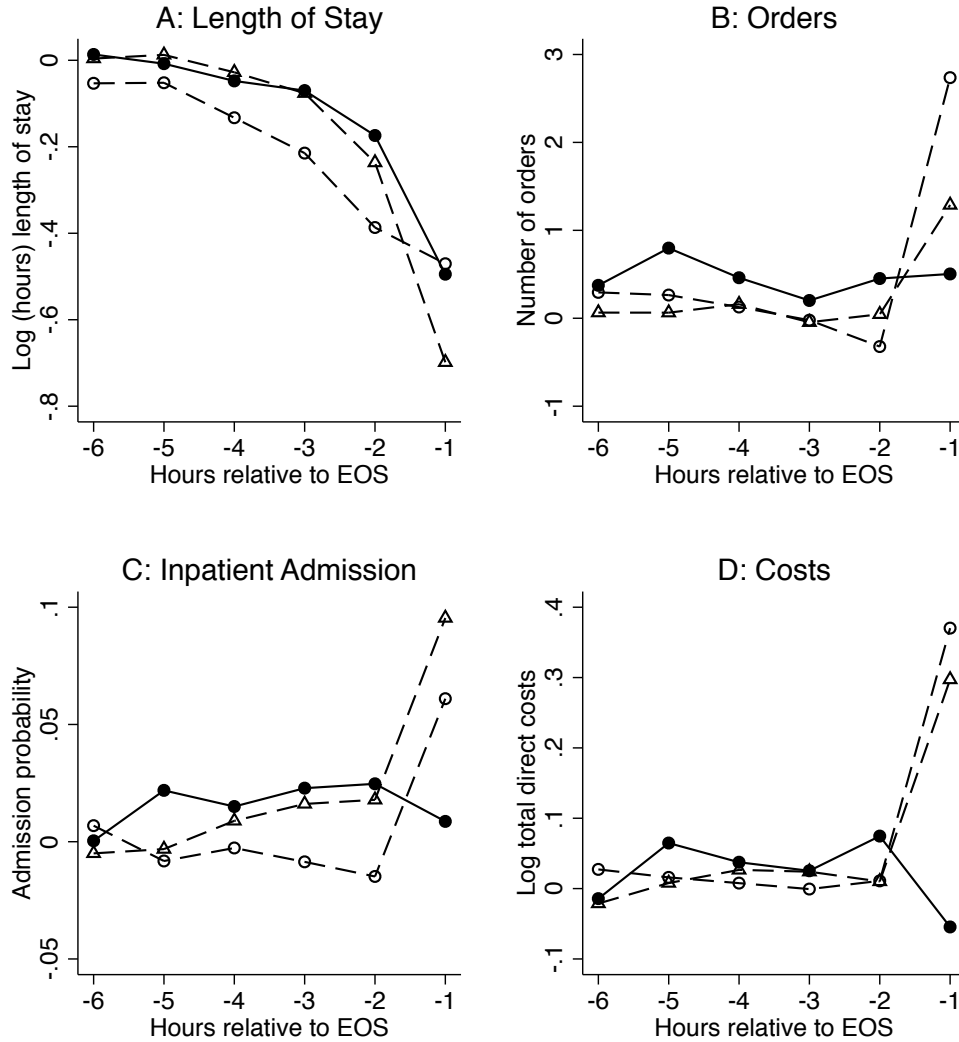 A: Length of Stay
Log (hours) length of stay
0
-.2
-.4
-.6
-.8
-6 -5 -4 -3 -2 -1
Hours relative to EOS
B: Orders
Number of orders
3
2
1
0
-1
-6 -5 -4 -3 -2 -1
Hours relative to EOS
C: Inpatient Admission
Admission probability
.1
.05
0
-.05
-6 -5 -4 -3 -2 -1
Hours relative to EOS
D: Costs
Log total direct costs
.4
.3
.2
.1
0
-.1
-6 -5 -4 -3 -2 -1
Hours relative to EOS